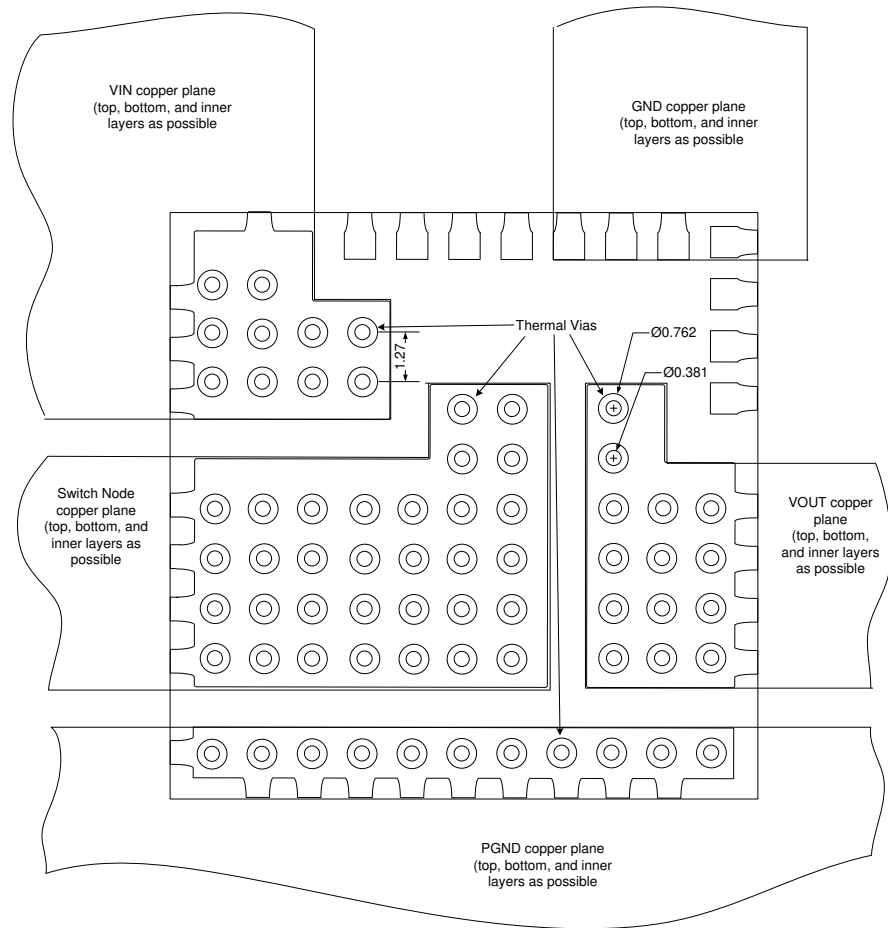 VIN copper plane
(top, bottom, and inner
layers as possible
GND copper plane
(top, bottom, and inner
layers as possible
Thermal Vias
Ø0.762
1.27
Ø0.381
Switch Node
copper plane
(top, bottom, and
inner layers as
possible
VOUT copper
plane
(top, bottom,
and inner layers
as possible
PGND copper plane
(top, bottom, and inner
layers as possible